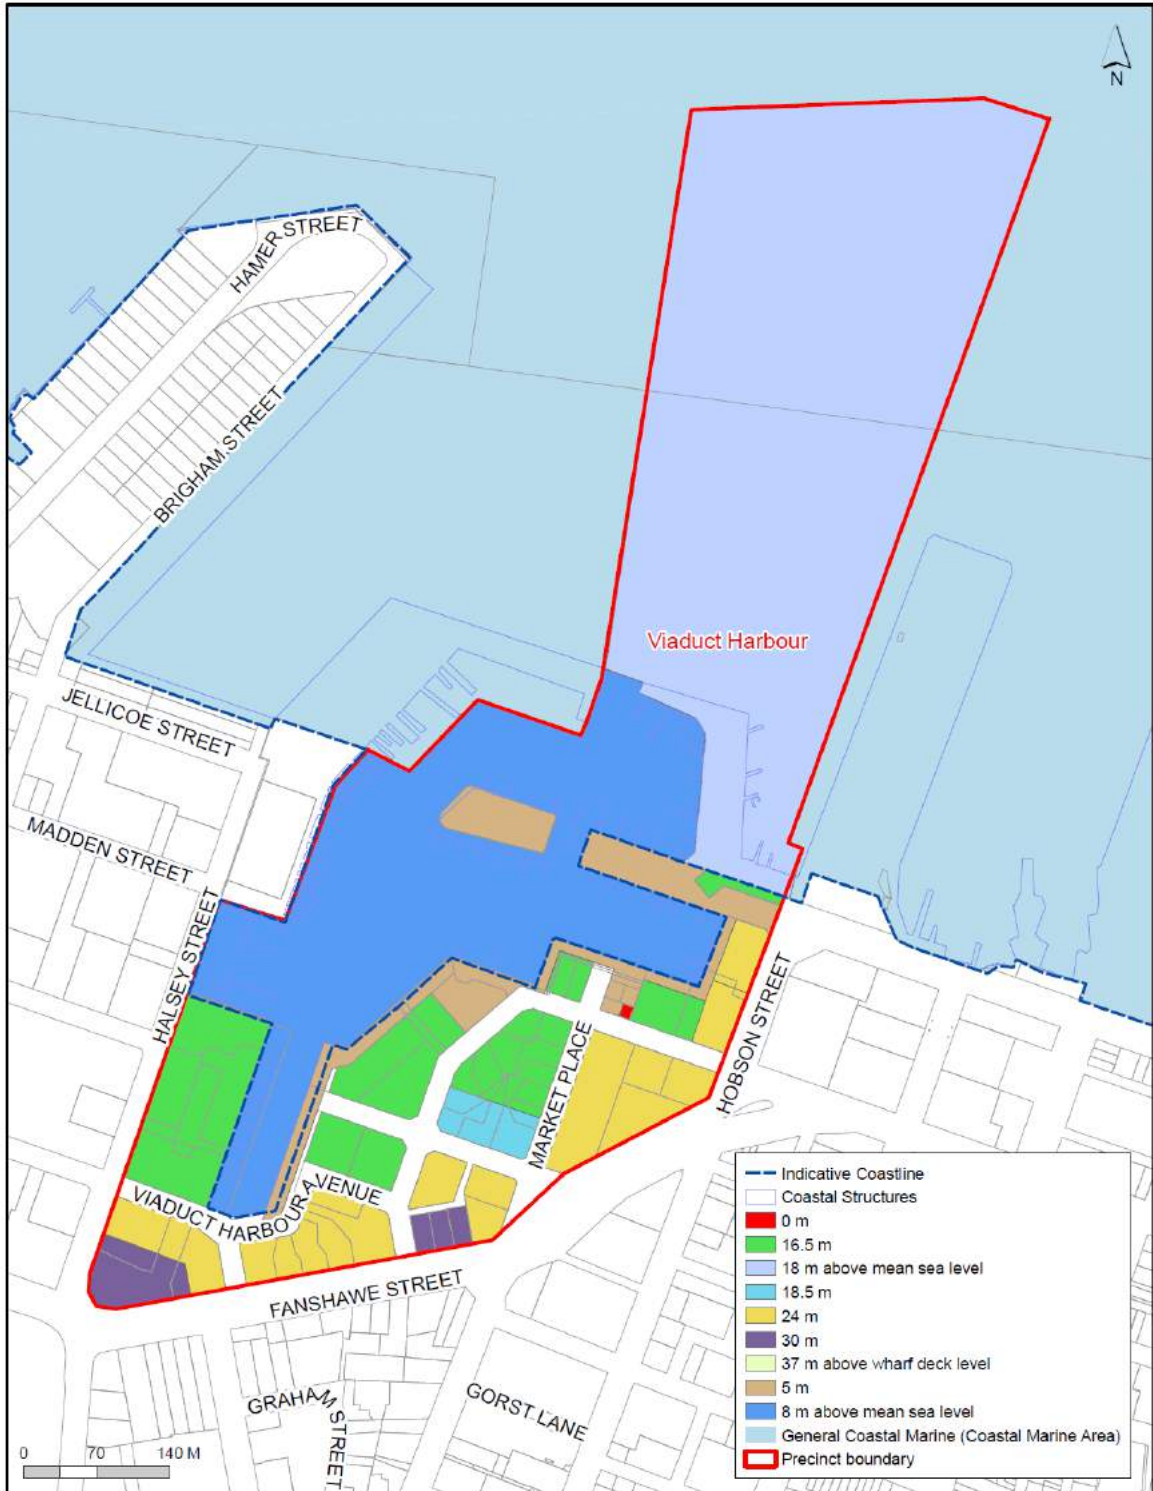 N
HAMER STREET
BRIGHAM STREET
Viaduct Harbour
JELLICOE STREET
MADDEN STREET
HALSEY STREET
MARKET PLACE
HOBSON STREET
VIADUCT HARBOUR AVENUE
FANSHAWE STREET
GRAHAM STREET
GORST LANE
Indicative Coastline
Coastal Structures
0 m
16.5 m
18 m above mean sea level
18.5 m
24 m
30 m
37 m above wharf deck level
5 m
8 m above mean sea level
General Coastal Marine (Coastal Marine Area)
Precinct boundary
0 70 140 M